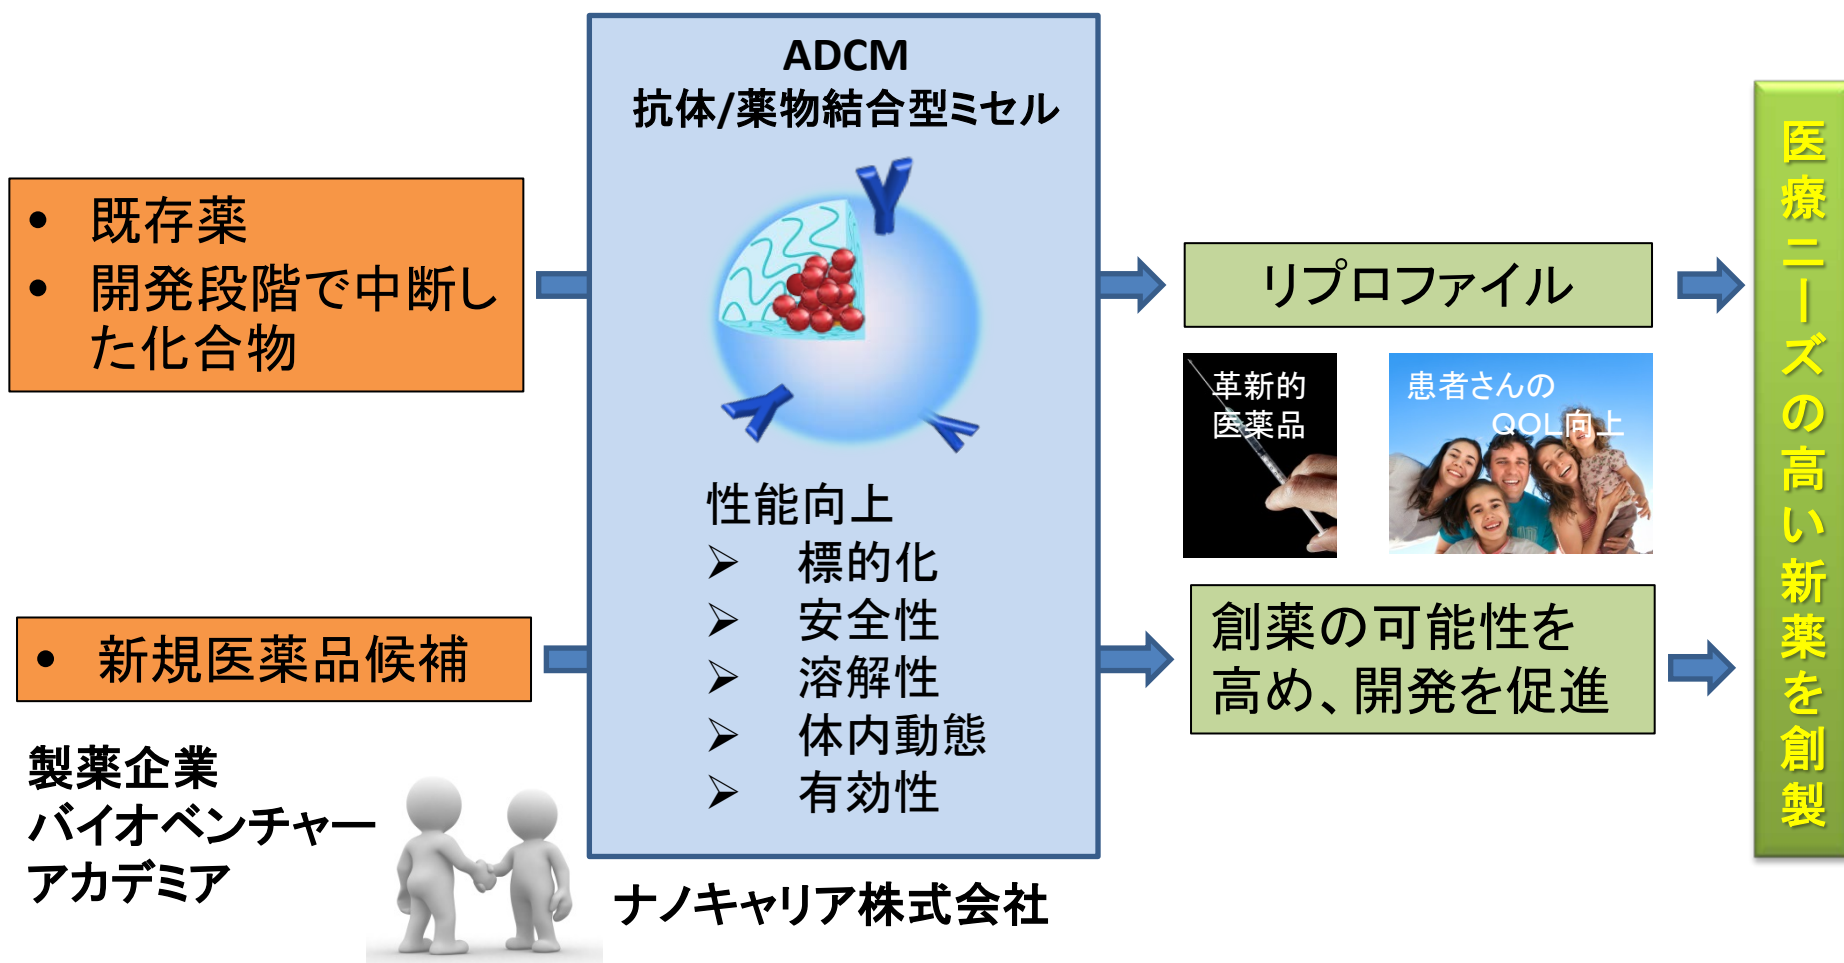 ADCM
抗体/薬物結合型ミセル
• 既存薬
• 開発段階で中断し
た化合物
• 新規医薬品候補
製薬企業
バイオベンチャー
アカデミア
性能向上
➢ 標的化
➢ 安全性
➢ 溶解性
➢ 体内動態
➢ 有効性
ナノキャリア株式会社
リプロファイル
革新的
医薬品
患者さんの
QOL向上
創薬の可能性を
高め、開発を促進
医療ニーズの高い新薬を創製